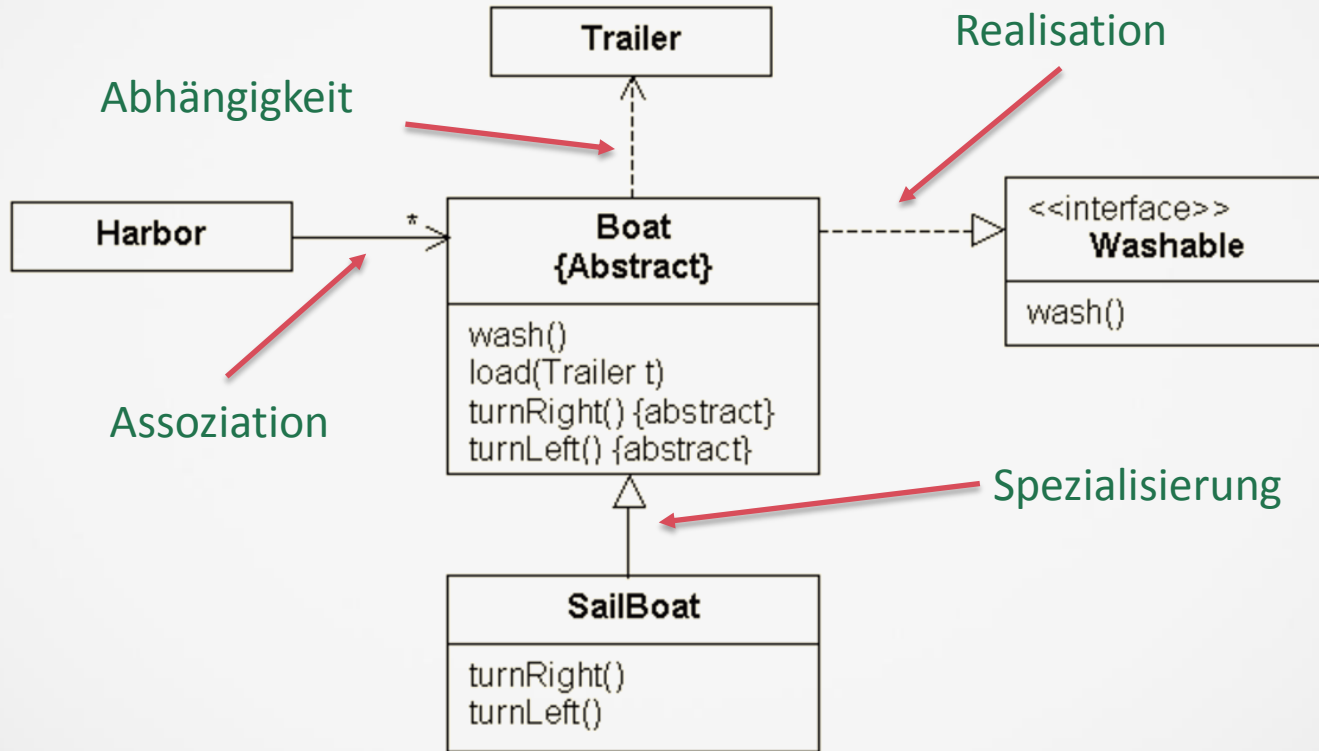 Trailer
Realisation
Abhängigkeit
Harbor
*
Boat
{Abstract}
wash()
load(Trailer t)
turnRight() {abstract}
turnLeft() {abstract}
<<interface>>
Washable
wash()
Assoziation
Spezialisierung
SailBoat
turnRight()
turnLeft()